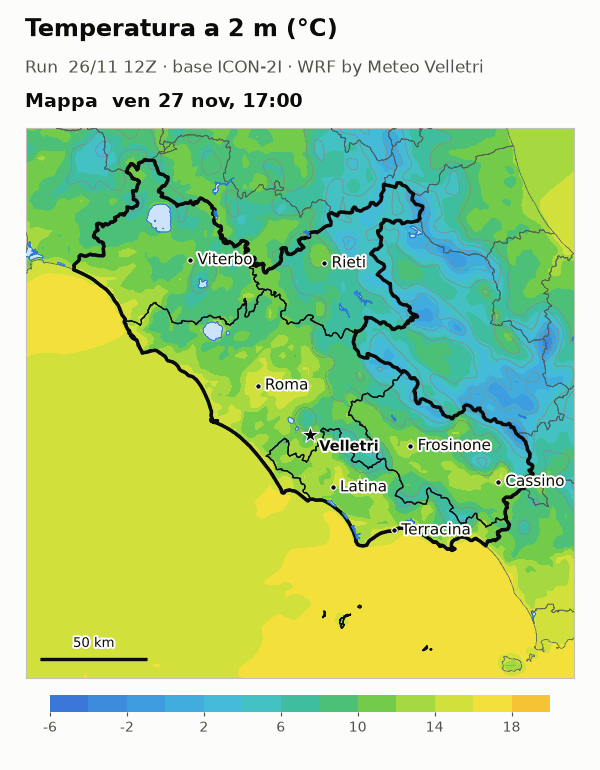 Temperatura a 2 m (°C)
Run  26/11 12Z · base ICON-2I · WRF by Meteo Velletri
Mappa  ven 27 nov, 17:00
Viterbo
Rieti
Roma
Velletri
Frosinone
Cassino
Latina
Terracina
50 km
-6 -2 2 6 10 14 18